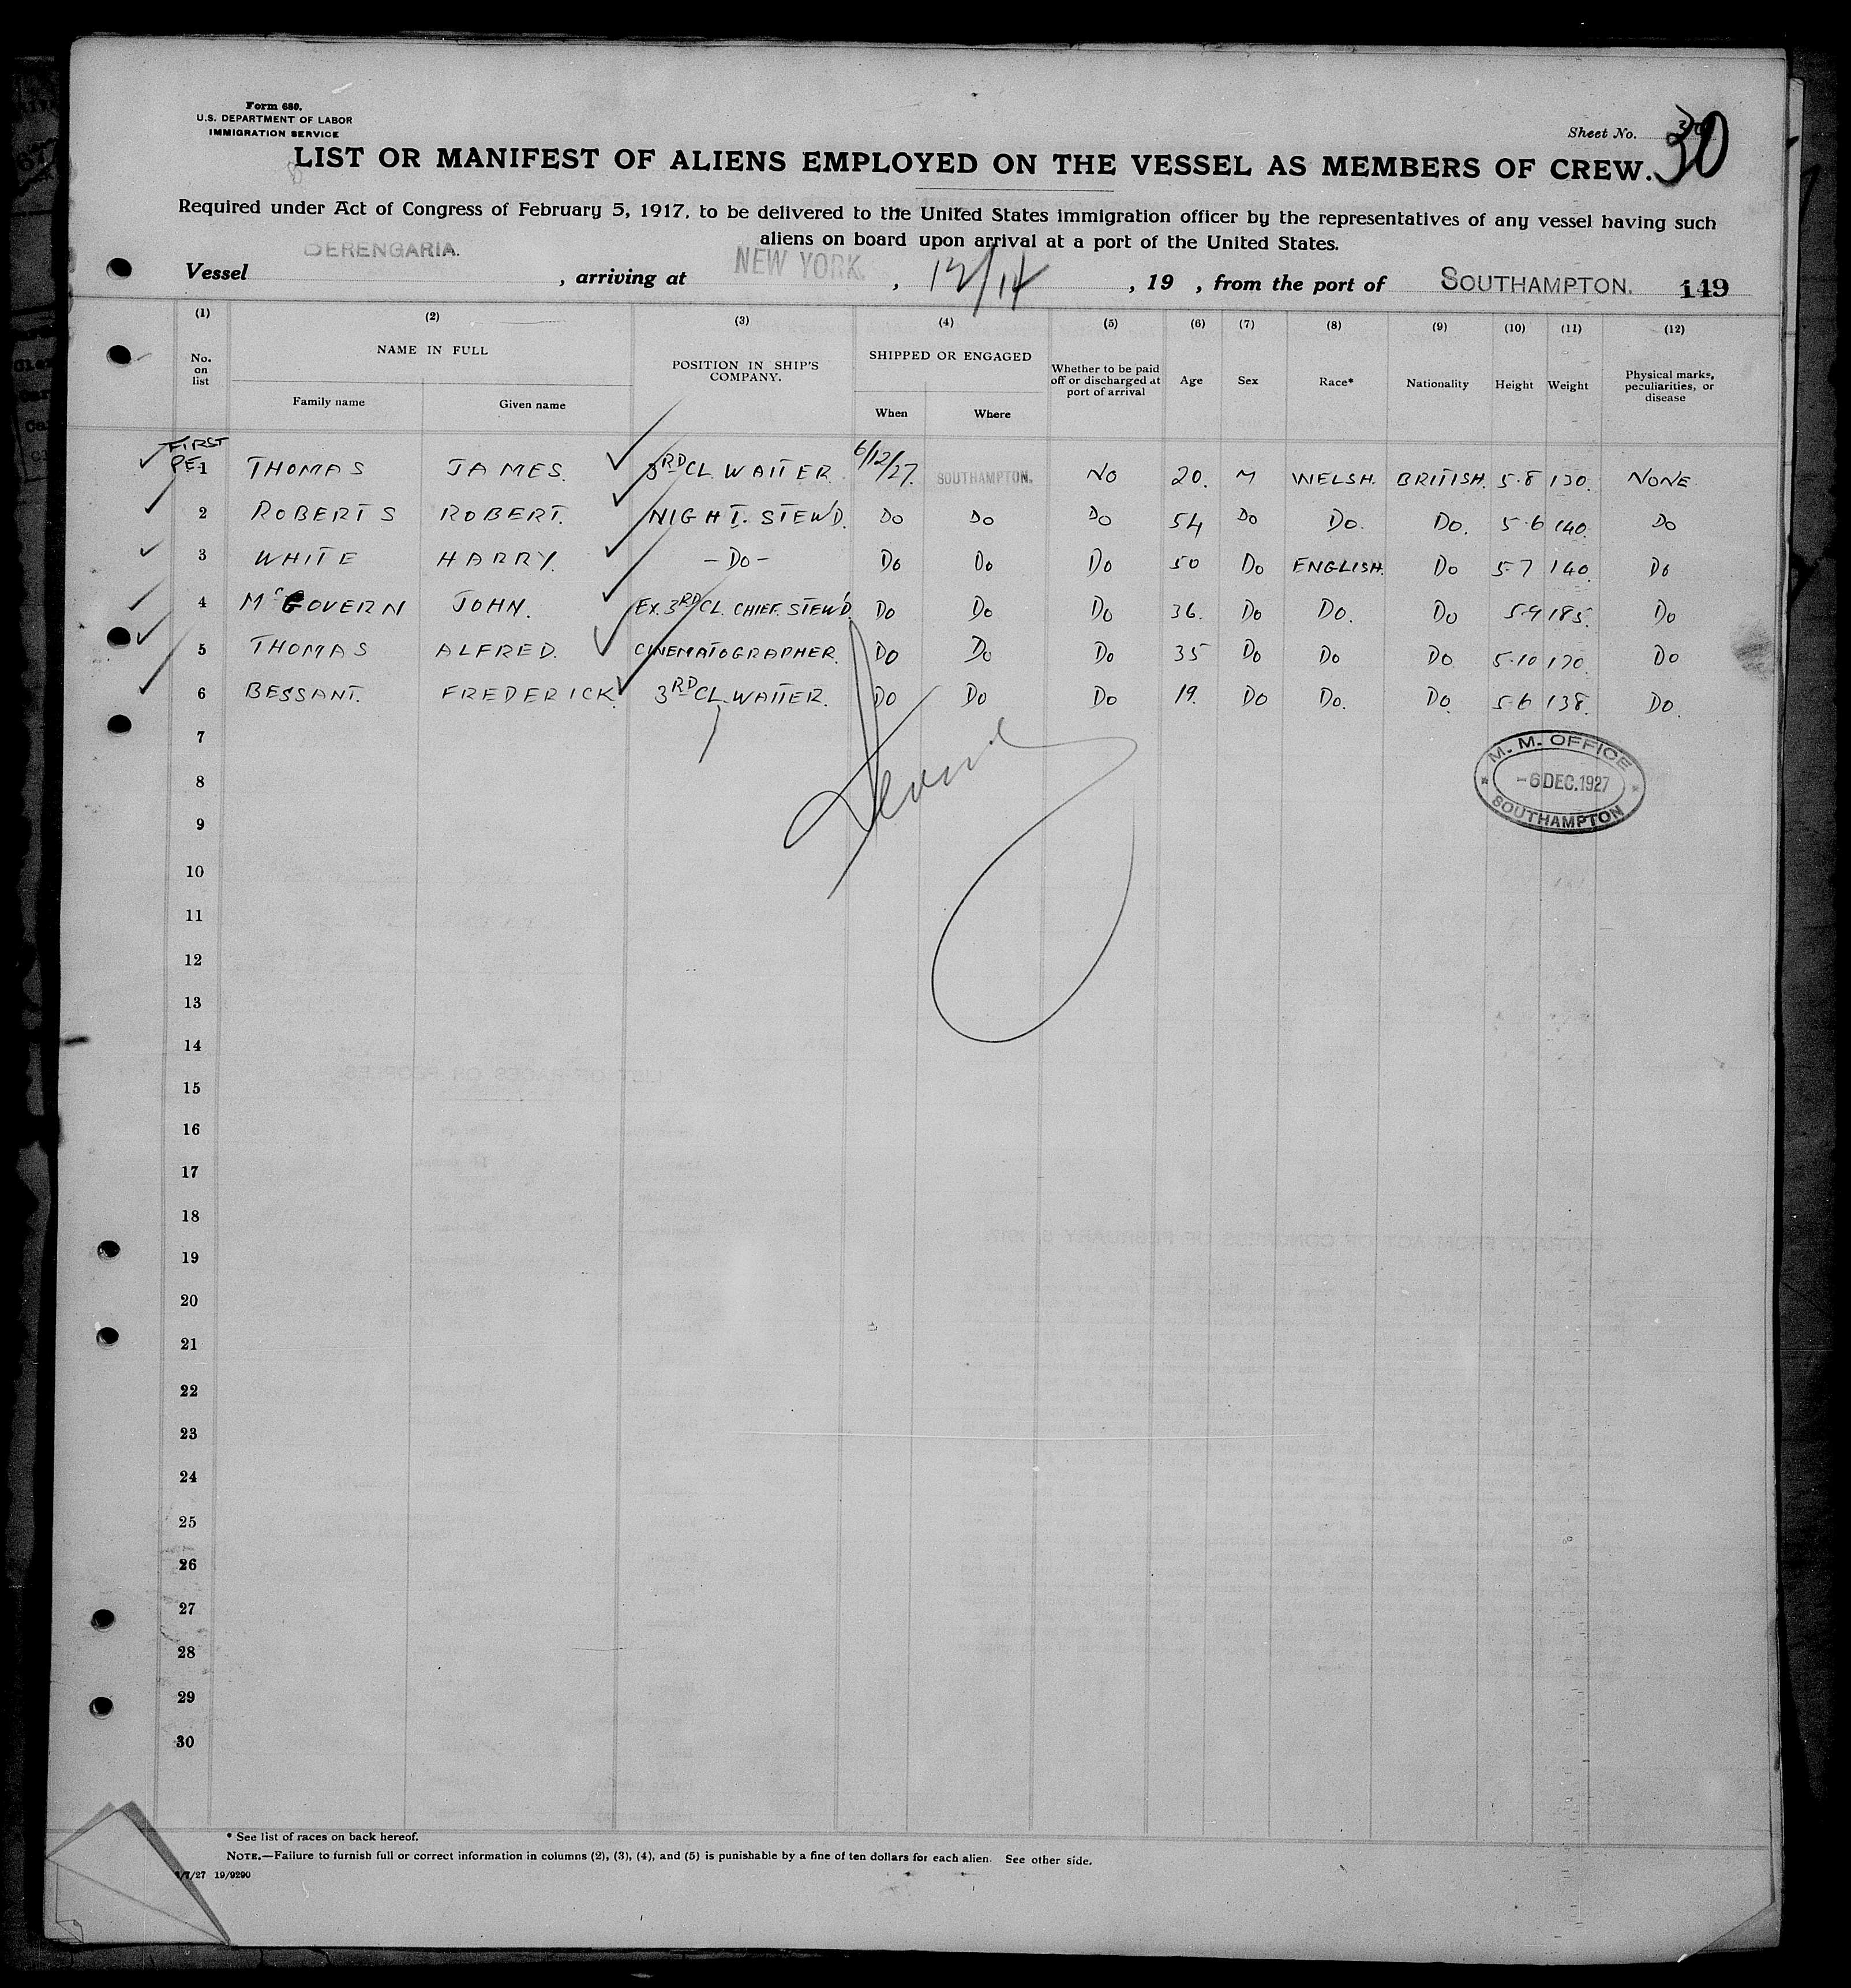 Form 680.
U.S. DEPARTMENT OF LABOR
IMMIGRATION SERVICE
Sheet No. 30
LIST OR MANIFEST OF ALIENS EMPLOYED ON THE VESSEL AS MEMBERS OF CREW.
Required under Act of Congress of February 5, 1917, to be delivered to the United States immigration officer by the representatives of any vessel having such
aliens on board upon arrival at a port of the United States.
Vessel BERENGARIA. , arriving at NEW YORK. , 12/14 , 19 , from the port of SOUTHAMPTON. 149
(1) (2) (3) (4) (5) (6) (7) (8) (9) (10) (11) (12)
No. on list NAME IN FULL Family name Given name POSITION IN SHIP'S COMPANY. SHIPPED OR ENGAGED When Where Whether to be paid off or discharged at port of arrival Age Sex Race* Nationality Height Weight Physical marks, peculiarities, or disease
FIRST
1 THOMAS JAMES. 3RD CL. WAITER. 6/12/27. SOUTHAMPTON. NO 20. M WELSH. BRITISH. 5.8 130. NONE
2 ROBERTS ROBERT. NIGHT. STEW'D. DO DO DO 54 DO DO. DO. 5.6 140. DO
3 WHITE HARRY. -DO- DO DO DO 50 DO ENGLISH. DO 5.7 140. DO
4 McGOVERN JOHN. EX. 3RD CL. CHIEF. STEW'D. DO DO DO 36. DO DO. DO 5.9 185. DO
5 THOMAS ALFRED. CINEMATOGRAPHER. DO DO DO 35 DO DO DO 5.10 170. DO
6 BESSANT. FREDERICK. 3RD CL. WAITER. DO DO DO 19. DO DO. DO. 5.6 138. DO.
7
M. M. OFFICE
-6 DEC. 1927
SOUTHAMPTON
8
9
10
11
12
13
14
15
16
17
18
19
20
21
22
23
24
25
26
27
28
29
30
* See list of races on back hereof.
NOTE.—Failure to furnish full or correct information in columns (2), (3), (4), and (5) is punishable by a fine of ten dollars for each alien. See other side.
19/9290